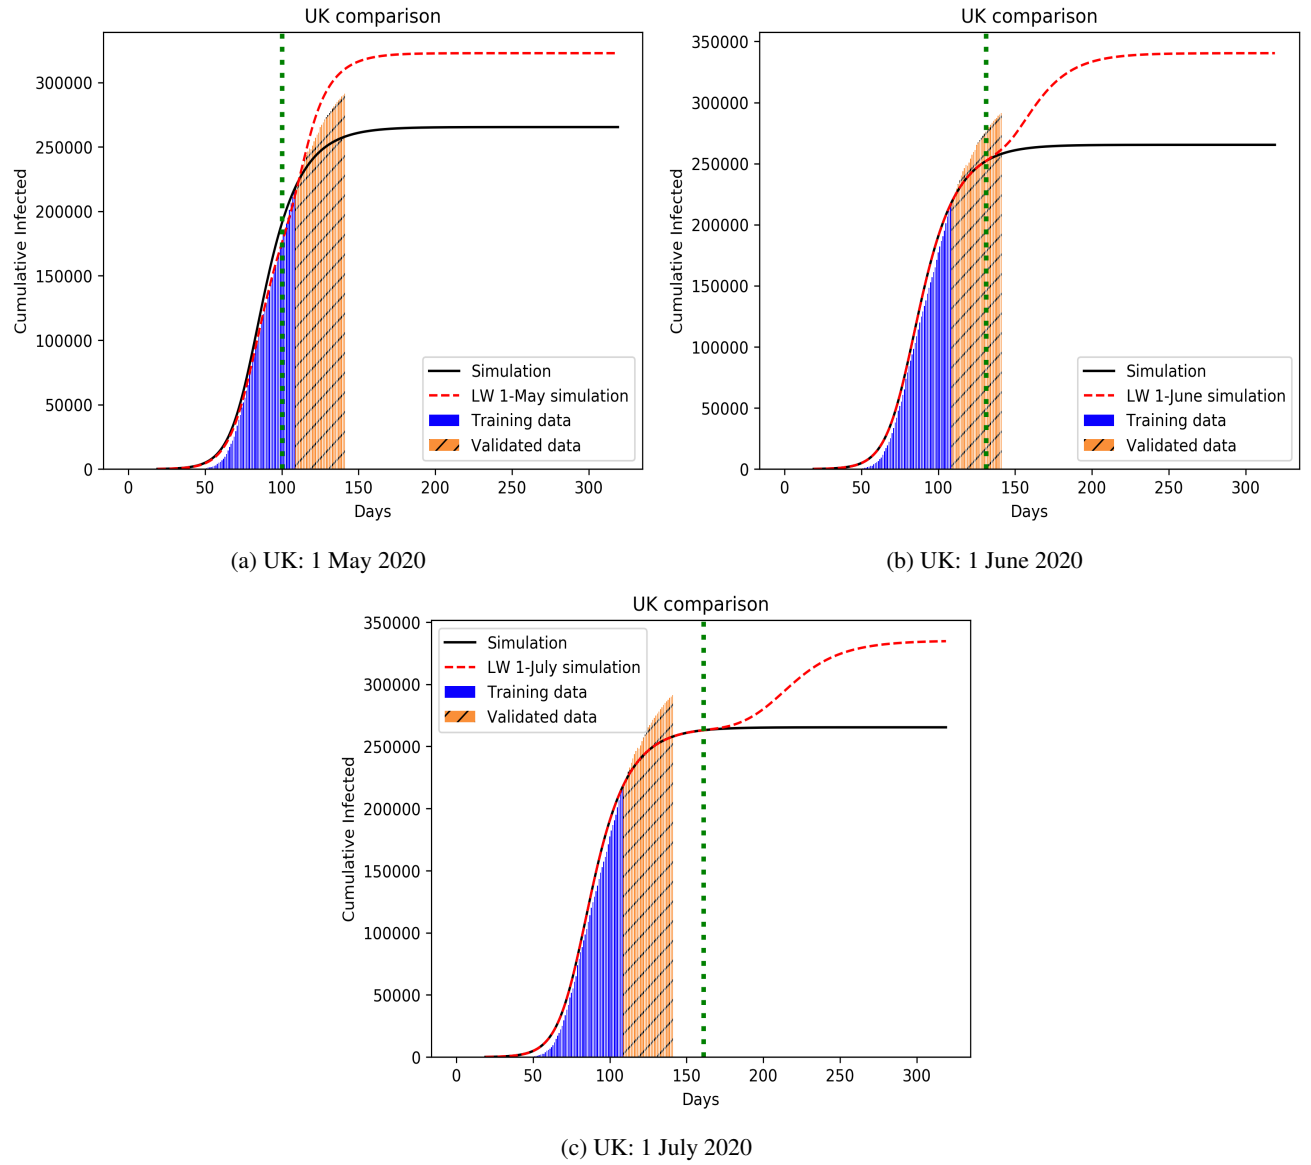 UK comparison
Cumulative Infected
300000
250000
200000
150000
100000
50000
0
0 50 100 150 200 250 300
Days
Simulation
LW 1-May simulation
Training data
Validated data
(a) UK: 1 May 2020
UK comparison
Cumulative Infected
350000
300000
250000
200000
150000
100000
50000
0
0 50 100 150 200 250 300
Days
Simulation
LW 1-June simulation
Training data
Validated data
(b) UK: 1 June 2020
UK comparison
Cumulative Infected
350000
300000
250000
200000
150000
100000
50000
0
0 50 100 150 200 250 300
Days
Simulation
LW 1-July simulation
Training data
Validated data
(c) UK: 1 July 2020